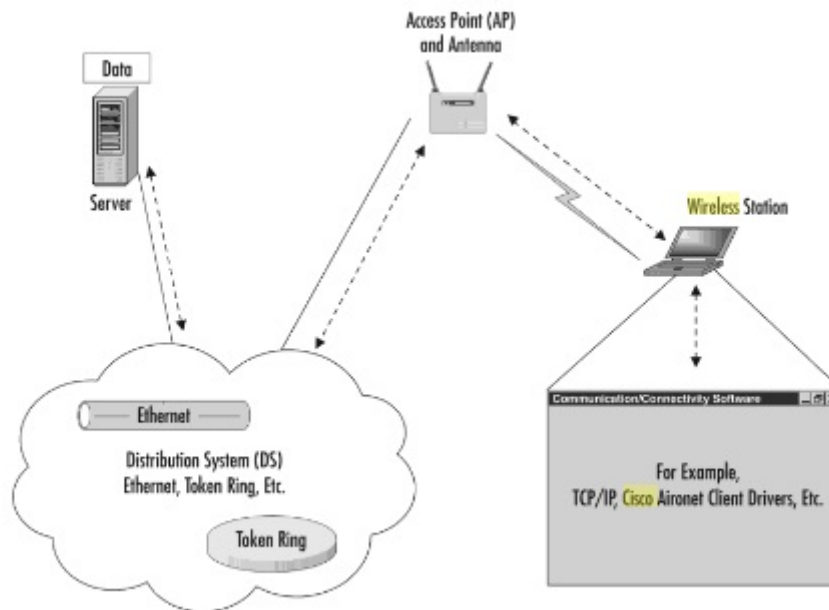 Access Point (AP)
and Antenna
Data
Server
Wireless Station
Ethernet
Distribution System (DS)
Ethernet, Token Ring, Etc.
Token Ring
Communication/Connectivity Software
For Example,
TCP/IP, Cisco Aironet Client Drivers, Etc.